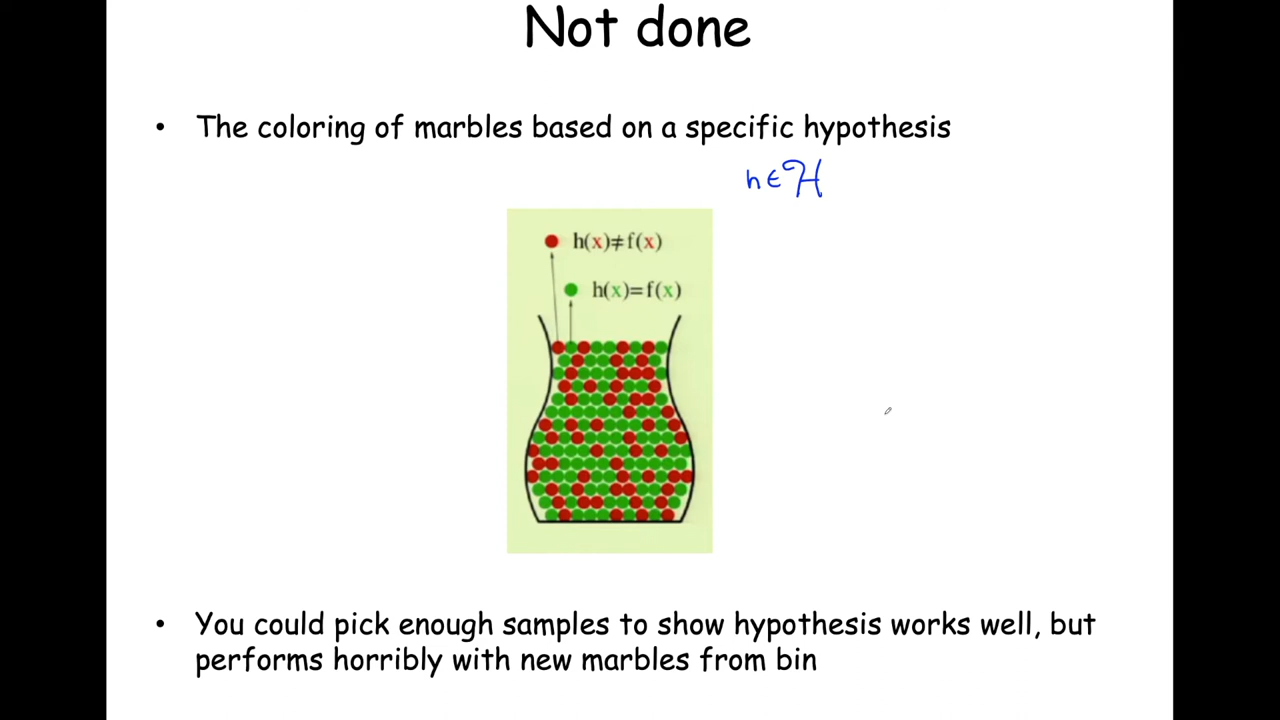 Not done
• The coloring of marbles based on a specific hypothesis
h∈ℋ
h(x)≠f(x)
h(x)=f(x)
• You could pick enough samples to show hypothesis works well, but
performs horribly with new marbles from bin